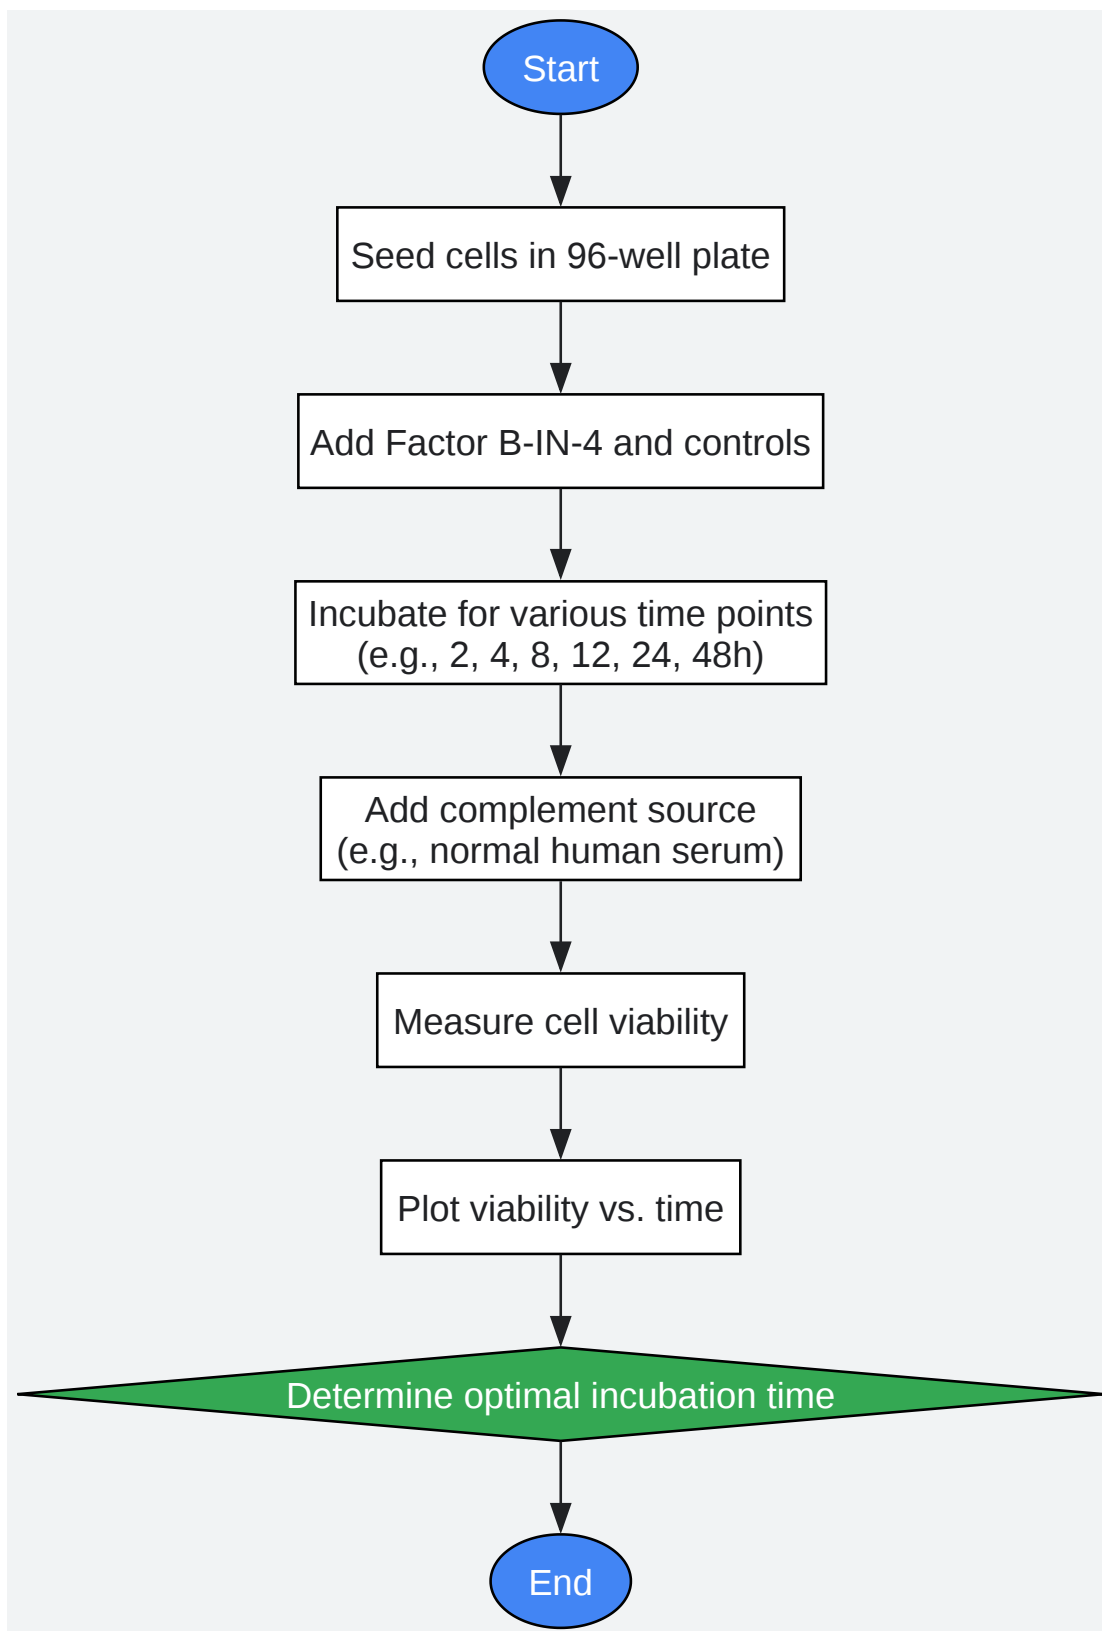 Start
Seed cells in 96-well plate
Add Factor B-IN-4 and controls
Incubate for various time points
(e.g., 2, 4, 8, 12, 24, 48h)
Add complement source
(e.g., normal human serum)
Measure cell viability
Plot viability vs. time
Determine optimal incubation time
End